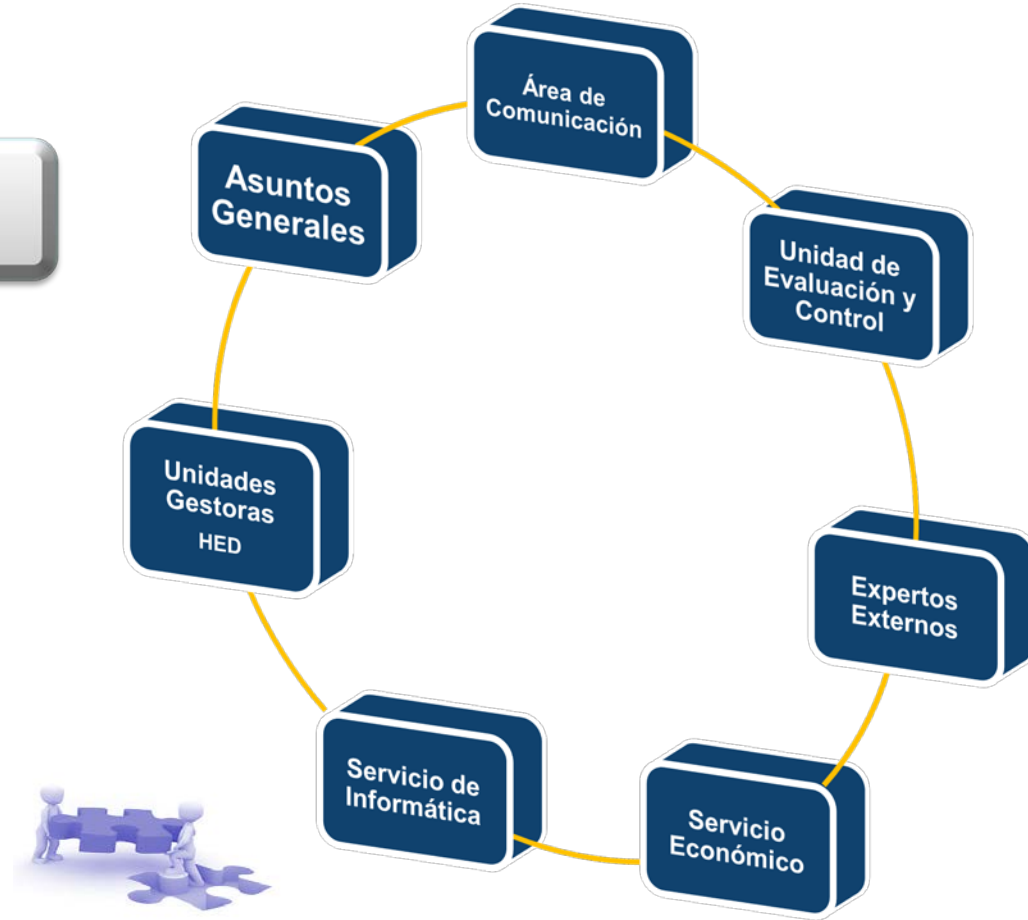 Área de
Comunicación
Asuntos
Generales
Unidad de
Evaluación y
Control
Unidades
Gestoras
HED
Expertos
Externos
Servicio de
Informática
Servicio
Económico